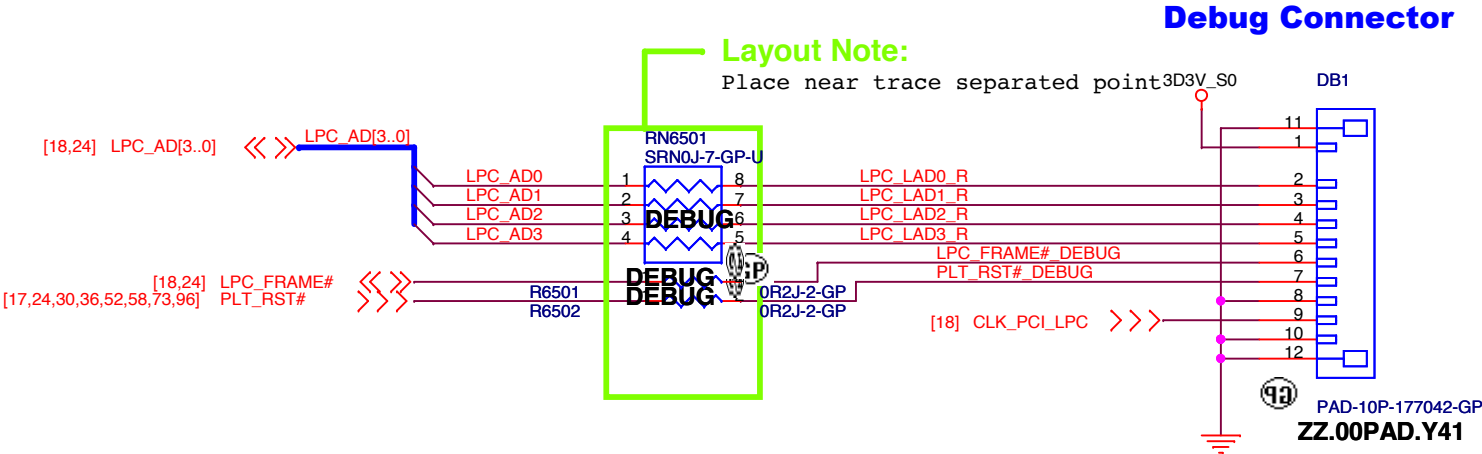 Debug Connector
Layout Note:
Place near trace separated point
3D3V_S0
DB1
[18,24] LPC_AD[3..0]
LPC_AD[3..0]
RN6501
SRN0J-7-GP-U
11
1
LPC_AD0
1
8
LPC_LAD0_R
2
LPC_AD1
2
7
LPC_LAD1_R
3
LPC_AD2
3
DEBUG
6
LPC_LAD2_R
4
LPC_AD3
4
5
LPC_LAD3_R
5
LPC_FRAME#_DEBUG
6
[18,24] LPC_FRAME#
DEBUG
GP
PLT_RST#_DEBUG
7
[17,24,30,36,52,58,73,96] PLT_RST#
R6501
DEBUG
0R2J-2-GP
8
R6502
0R2J-2-GP
[18] CLK_PCI_LPC
9
10
12
GP
PAD-10P-177042-GP
ZZ.00PAD.Y41